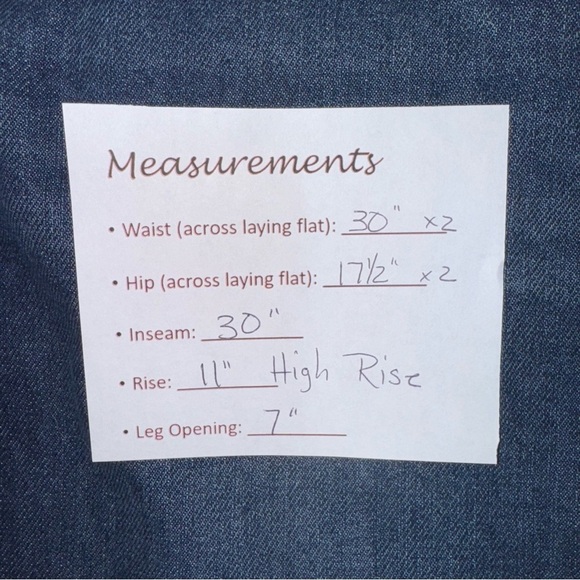 Measurements
• Waist (across laying flat): 30" x2
• Hip (across laying flat): 17½" x2
• Inseam: 30"
• Rise: 11" High Rise
• Leg Opening: 7"